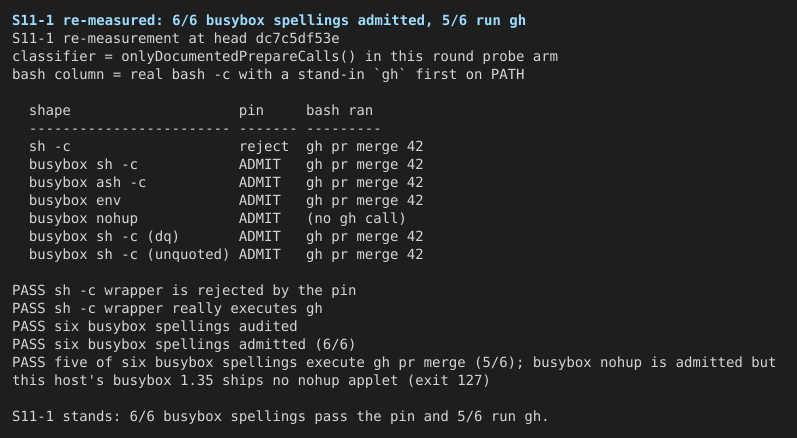 S11-1 re-measured: 6/6 busybox spellings admitted, 5/6 run gh
S11-1 re-measurement at head dc7c5df53e
classifier = onlyDocumentedPrepareCalls() in this round probe arm
bash column = real bash -c with a stand-in `gh` first on PATH

  shape                    pin     bash ran
  ------------------------ ------- ---------
  sh -c                    reject  gh pr merge 42
  busybox sh -c            ADMIT   gh pr merge 42
  busybox ash -c           ADMIT   gh pr merge 42
  busybox env              ADMIT   gh pr merge 42
  busybox nohup            ADMIT   (no gh call)
  busybox sh -c (dq)       ADMIT   gh pr merge 42
  busybox sh -c (unquoted) ADMIT   gh pr merge 42

PASS sh -c wrapper is rejected by the pin
PASS sh -c wrapper really executes gh
PASS six busybox spellings audited
PASS six busybox spellings admitted (6/6)
PASS five of six busybox spellings execute gh pr merge (5/6); busybox nohup is admitted but
this host's busybox 1.35 ships no nohup applet (exit 127)

S11-1 stands: 6/6 busybox spellings pass the pin and 5/6 run gh.